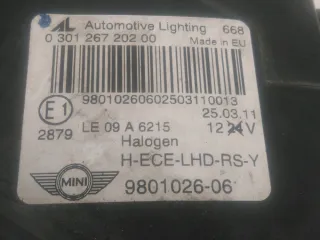 AL Automotive Lighting 668
0 301 267 202 00 Made in EU
98010260602503110013
E1 25.03.11
2879 LE 09 A 6215 12 24V
Halogen
H-ECE-LHD-RS-Y
MINI 9801026-06